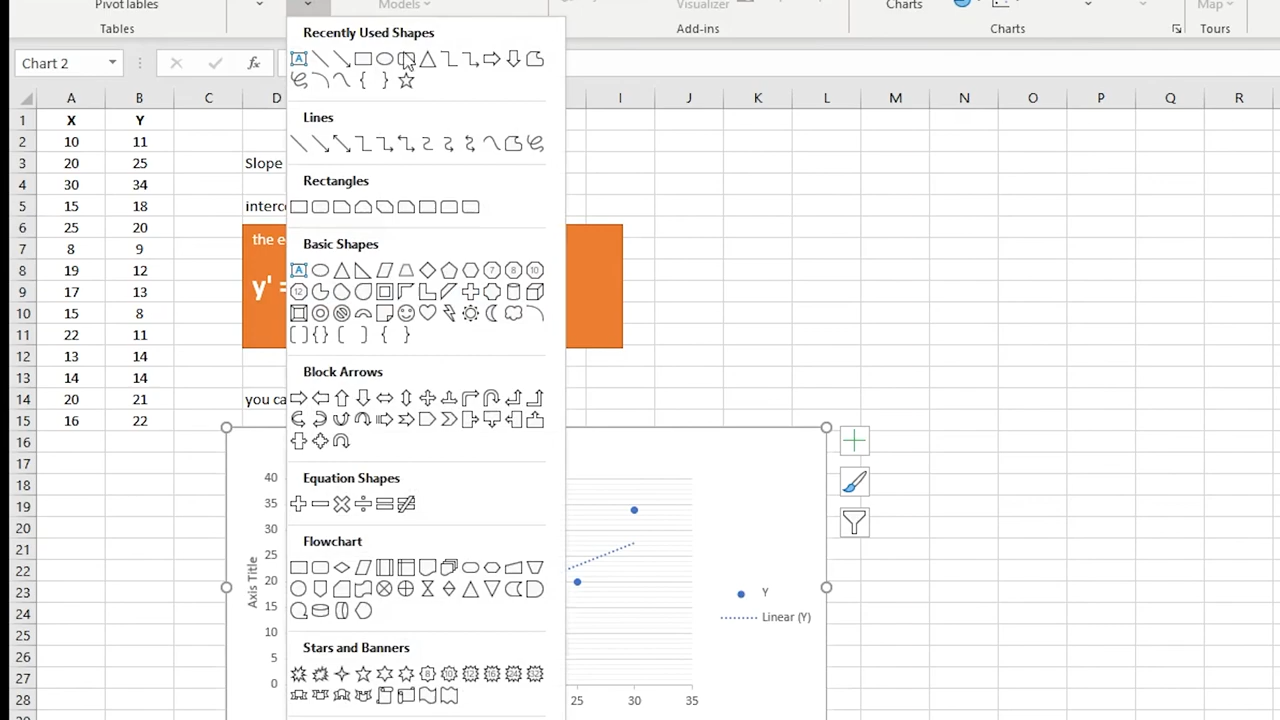 PivotTables
Models
Visualizer
Charts
Map
Tables
Add-ins
Charts
Tours
Recently Used Shapes
Chart 2
fx
A B C D I J K L M N O P Q R
1 X Y
2 10 11
3 20 25 Slope
4 30 34
5 15 18
6 25 20 the e
7 8 9
8 19 12
9 17 13 y' =
10 15 8
11 22 11
12 13 14
13 14 14
14 20 21 you ca
15 16 22
16
17
18
19
20
21
22
23
24
25
26
27
28
Lines
Rectangles
Basic Shapes
Block Arrows
Equation Shapes
Flowchart
Stars and Banners
40
35
30
25
20
15
10
5
0
Axis Title
25 30 35
Y
Linear (Y)